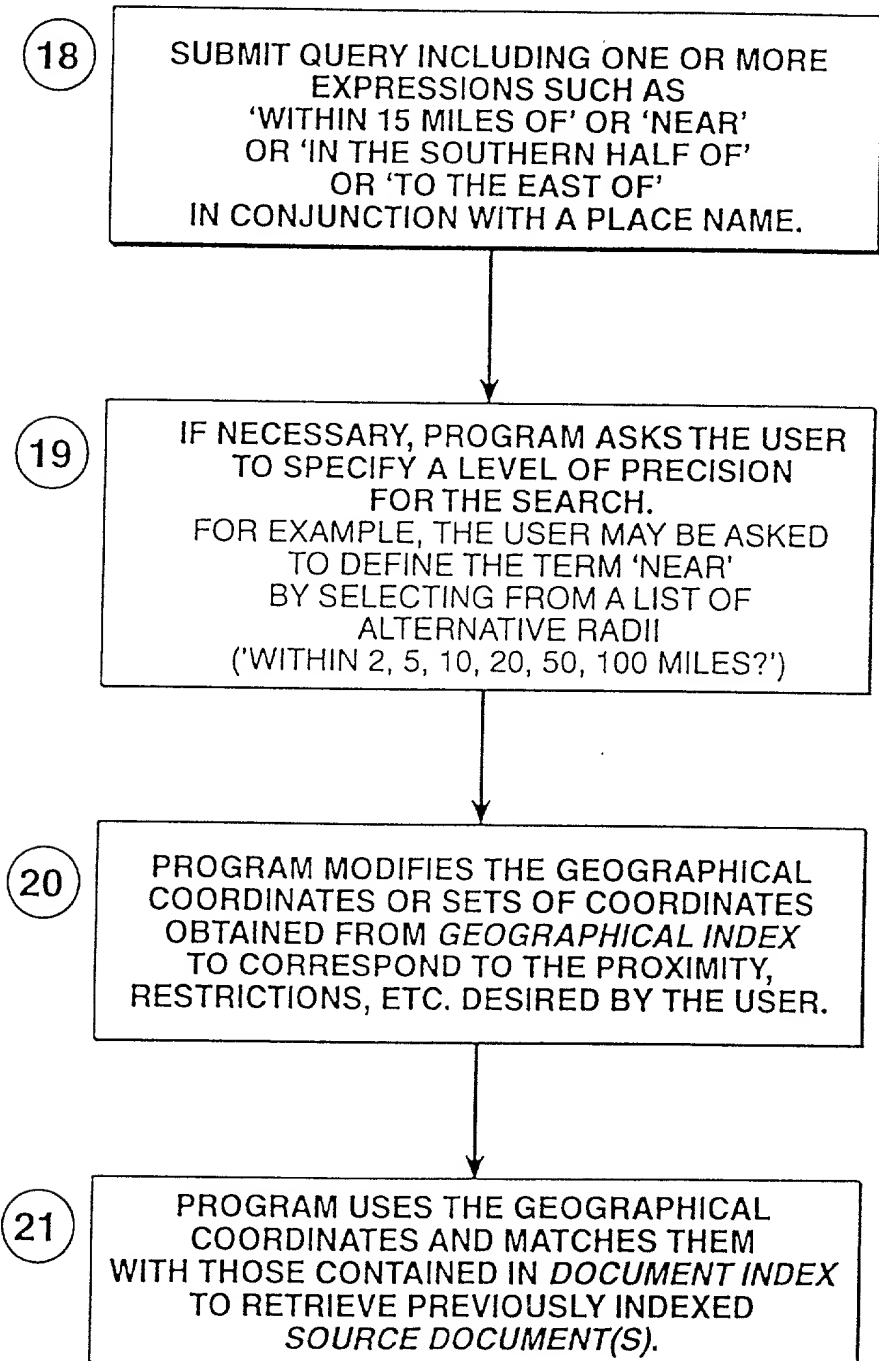 18
SUBMIT QUERY INCLUDING ONE OR MORE
EXPRESSIONS SUCH AS
'WITHIN 15 MILES OF' OR 'NEAR'
OR 'IN THE SOUTHERN HALF OF'
OR 'TO THE EAST OF'
IN CONJUNCTION WITH A PLACE NAME.
19
IF NECESSARY, PROGRAM ASKS THE USER
TO SPECIFY A LEVEL OF PRECISION
FOR THE SEARCH.
FOR EXAMPLE, THE USER MAY BE ASKED
TO DEFINE THE TERM 'NEAR'
BY SELECTING FROM A LIST OF
ALTERNATIVE RADII
('WITHIN 2, 5, 10, 20, 50, 100 MILES?')
20
PROGRAM MODIFIES THE GEOGRAPHICAL
COORDINATES OR SETS OF COORDINATES
OBTAINED FROM GEOGRAPHICAL INDEX
TO CORRESPOND TO THE PROXIMITY,
RESTRICTIONS, ETC. DESIRED BY THE USER.
21
PROGRAM USES THE GEOGRAPHICAL
COORDINATES AND MATCHES THEM
WITH THOSE CONTAINED IN DOCUMENT INDEX
TO RETRIEVE PREVIOUSLY INDEXED
SOURCE DOCUMENT(S).